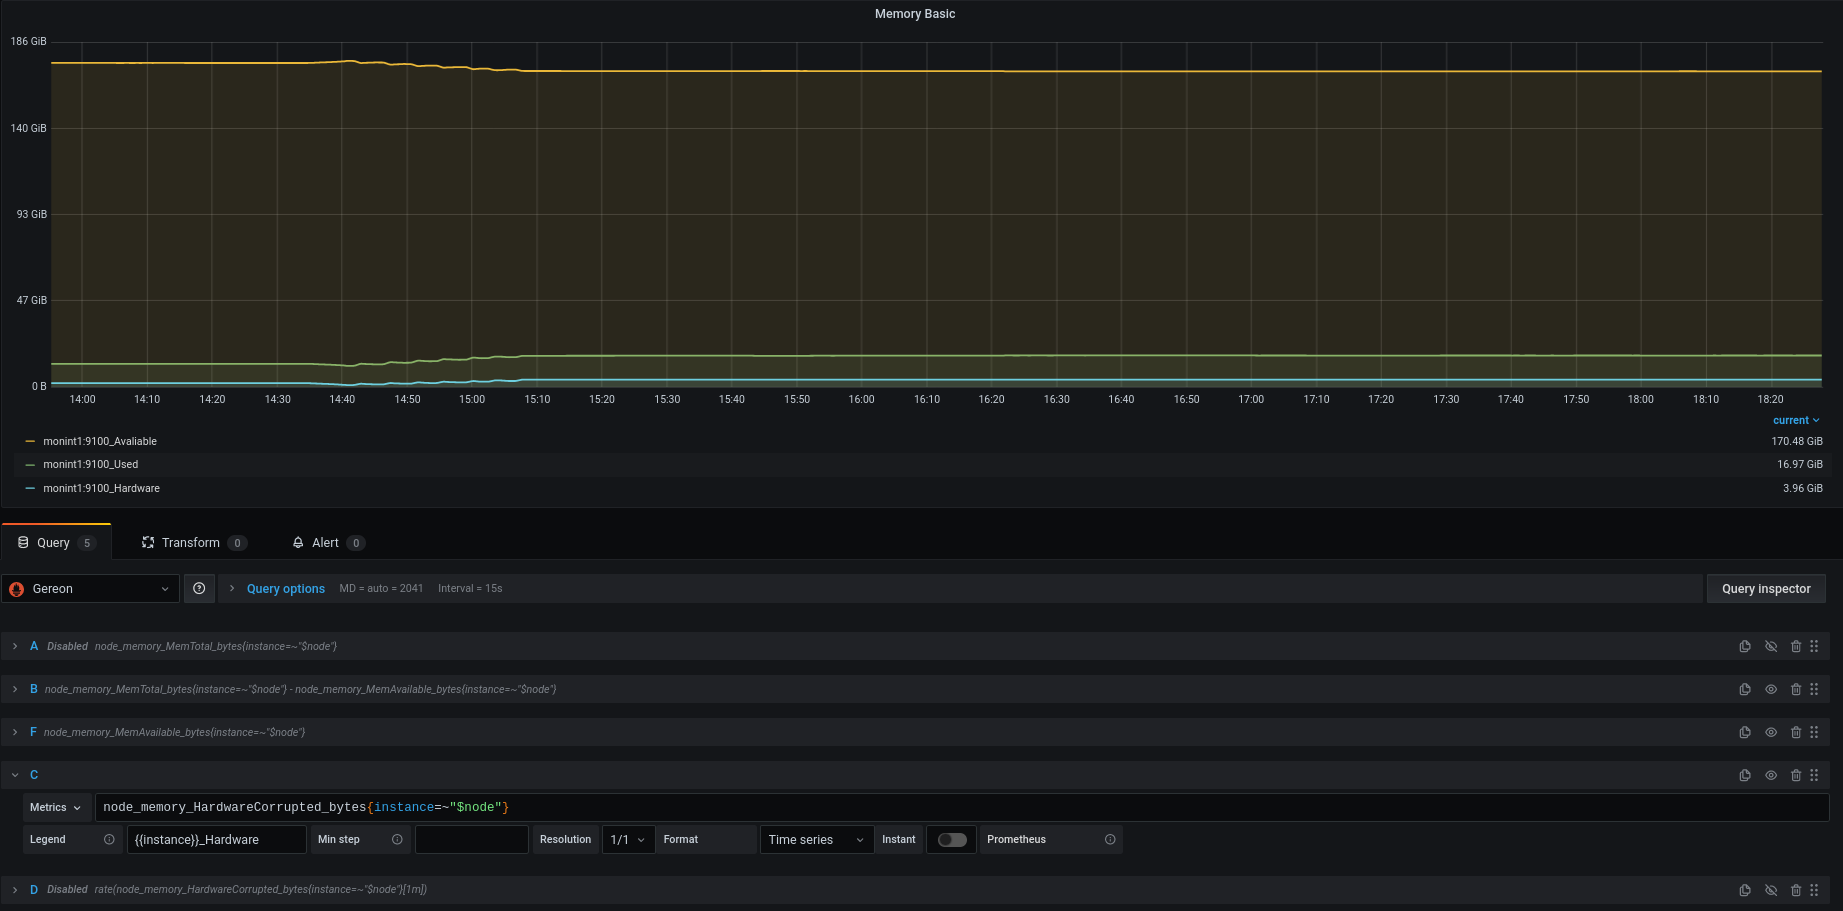 Memory Basic
186 GiB
140 GiB
93 GiB
47 GiB
0 B
14:00 14:10 14:20 14:30 14:40 14:50 15:00 15:10 15:20 15:30 15:40 15:50 16:00 16:10 16:20 16:30 16:40 16:50 17:00 17:10 17:20 17:30 17:40 17:50 18:00 18:10 18:20
current
monint1:9100_Avaliable 170.48 GiB
monint1:9100_Used 16.97 GiB
monint1:9100_Hardware 3.96 GiB
Query 5 Transform 0 Alert 0
Gereon Query options MD = auto = 2041 Interval = 15s Query inspector
A Disabled node_memory_MemTotal_bytes{instance=~"$node"}
B node_memory_MemTotal_bytes{instance=~"$node"} - node_memory_MemAvailable_bytes{instance=~"$node"}
F node_memory_MemAvailable_bytes{instance=~"$node"}
C
Metrics node_memory_HardwareCorrupted_bytes{instance=~"$node"}
Legend {{instance}}_Hardware Min step Resolution 1/1 Format Time series Instant Prometheus
D Disabled rate(node_memory_HardwareCorrupted_bytes{instance=~"$node"}[1m])